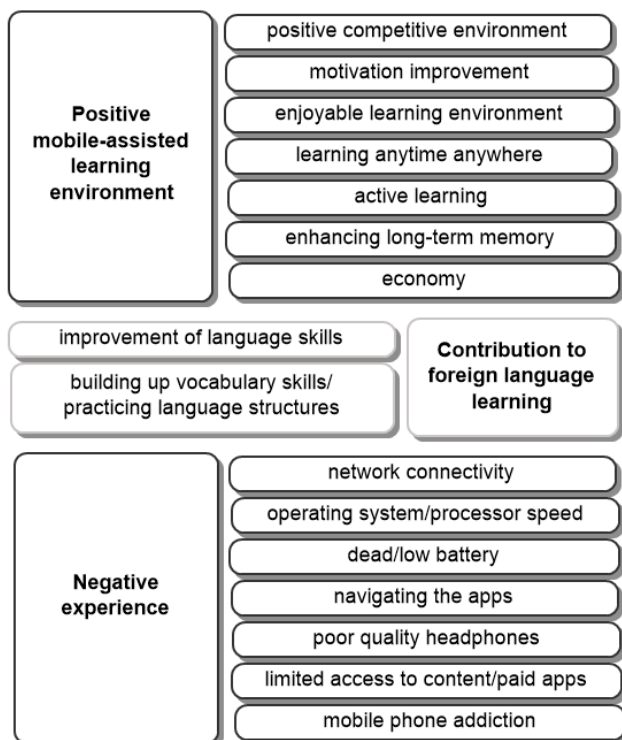 Positive
mobile-assisted
learning
environment
positive competitive environment
motivation improvement
enjoyable learning environment
learning anytime anywhere
active learning
enhancing long-term memory
economy
improvement of language skills
building up vocabulary skills/
practicing language structures
Contribution to
foreign language
learning
Negative
experience
network connectivity
operating system/processor speed
dead/low battery
navigating the apps
poor quality headphones
limited access to content/paid apps
mobile phone addiction